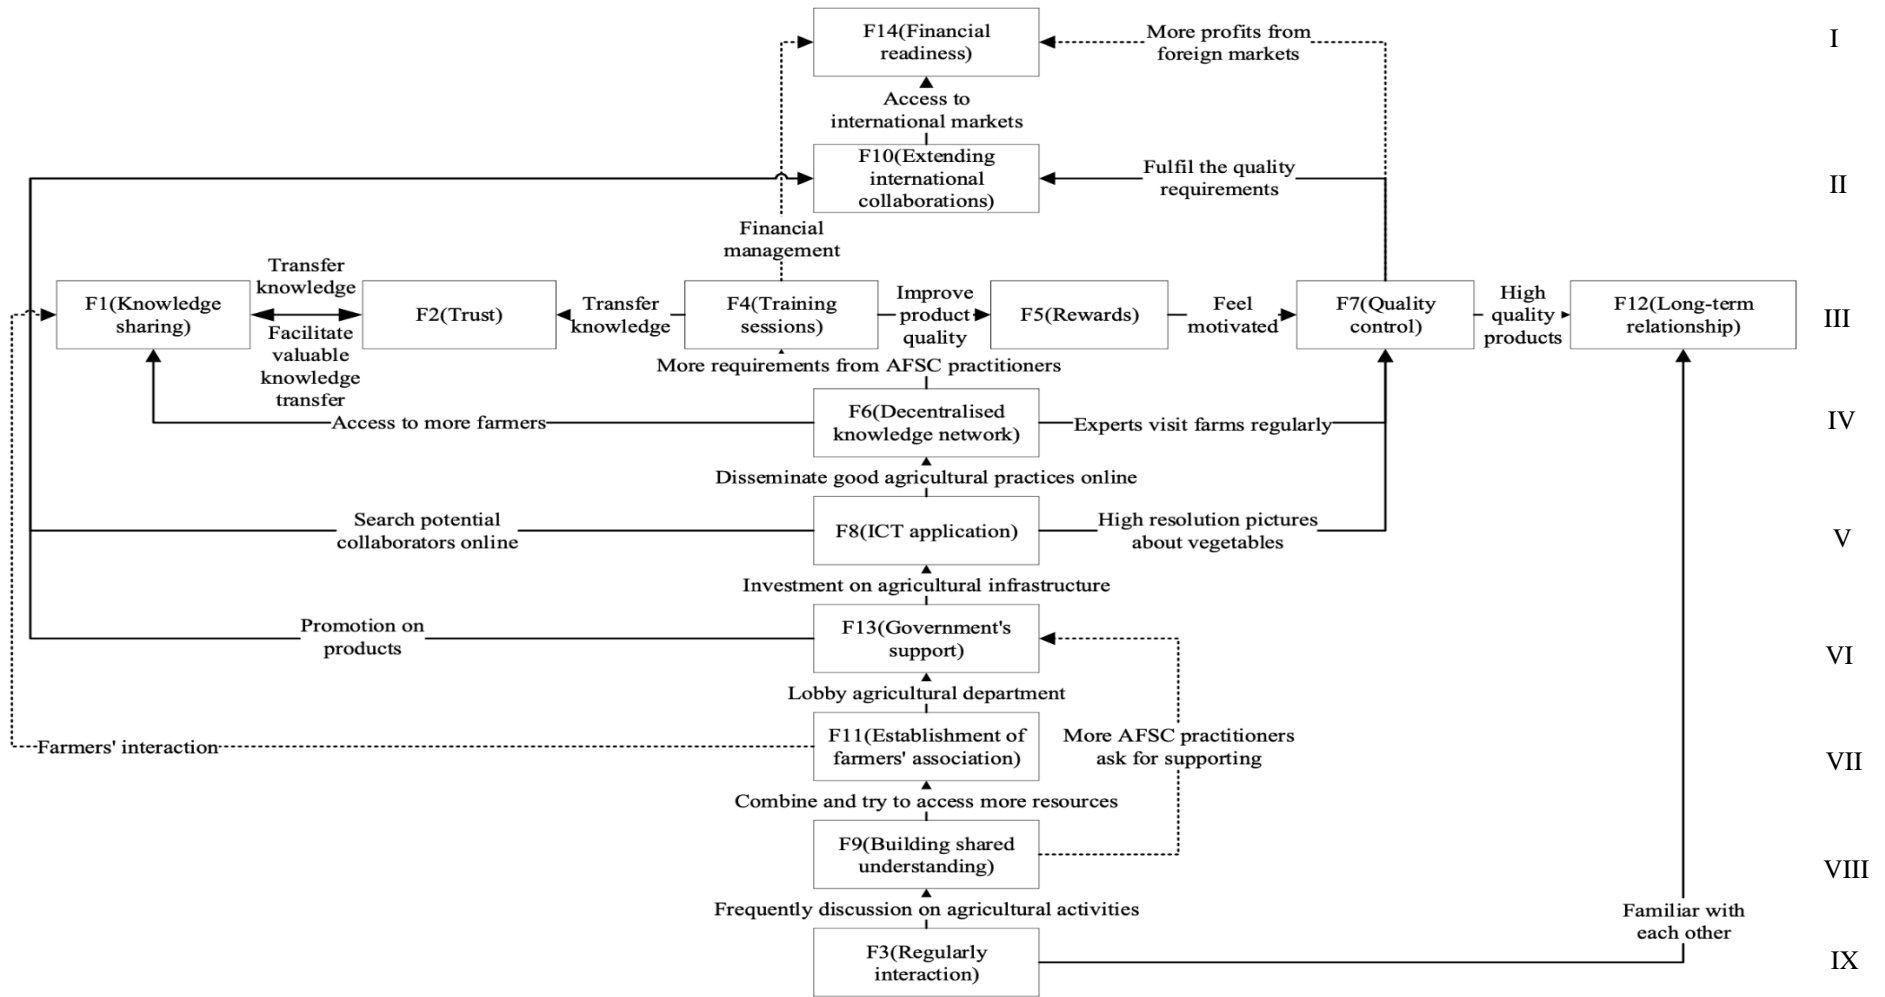 F14(Financial
readiness)
More profits from
foreign markets
I
Access to
international markets
F10(Extending
international
collaborations)
Fulfil the quality
requirements
II
Financial
management
Transfer
knowledge
F1(Knowledge
sharing)
Facilitate
valuable
knowledge
transfer
F2(Trust)
Transfer
knowledge
F4(Training
sessions)
Improve
product
quality
F5(Rewards)
Feel
motivated
F7(Quality
control)
High
quality
products
F12(Long-term
relationship)
III
More requirements from AFSC practitioners
Access to more farmers
F6(Decentralised
knowledge network)
Experts visit farms regularly
IV
Disseminate good agricultural practices online
Search potential
collaborators online
F8(ICT application)
High resolution pictures
about vegetables
V
Investment on agricultural infrastructure
Promotion on
products
F13(Government's
support)
VI
Lobby agricultural department
Farmers' interaction
F11(Establishment of
farmers' association)
More AFSC practitioners
ask for supporting
VII
Combine and try to access more resources
F9(Building shared
understanding)
VIII
Frequently discussion on agricultural activities
Familiar with
each other
F3(Regularly
interaction)
IX